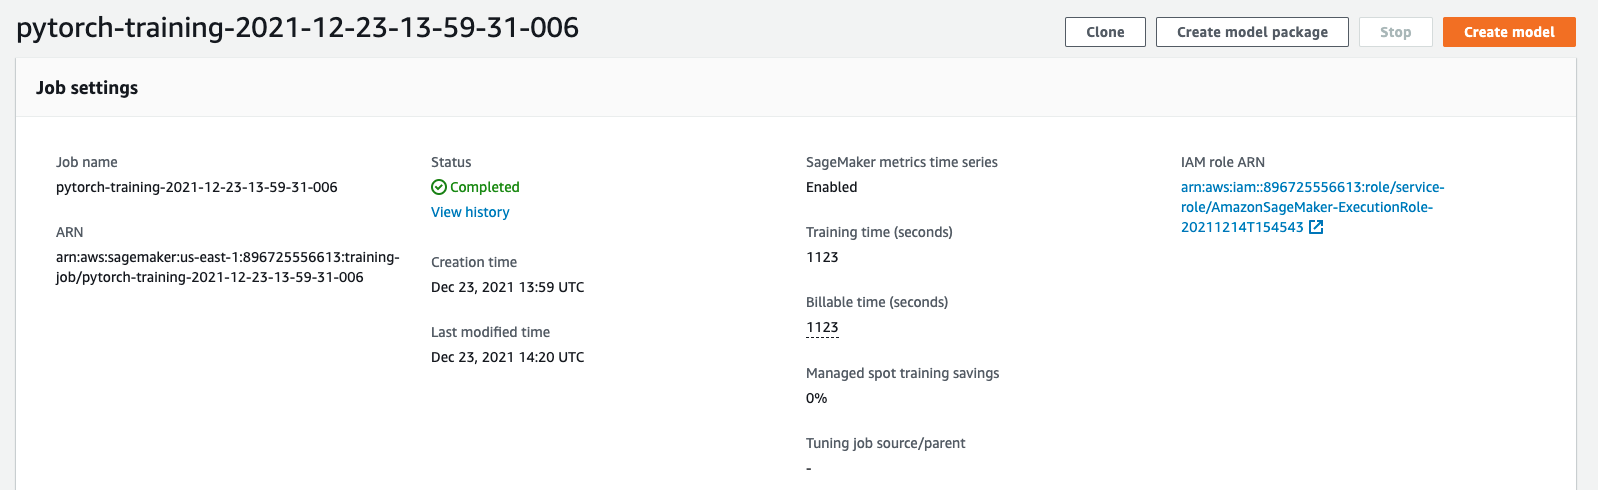 pytorch-training-2021-12-23-13-59-31-006
Clone
Create model package
Stop
Create model
Job settings
Job name
pytorch-training-2021-12-23-13-59-31-006
ARN
arn:aws:sagemaker:us-east-1:896725556613:training-
job/pytorch-training-2021-12-23-13-59-31-006
Status
Completed
View history
Creation time
Dec 23, 2021 13:59 UTC
Last modified time
Dec 23, 2021 14:20 UTC
SageMaker metrics time series
Enabled
Training time (seconds)
1123
Billable time (seconds)
1123
Managed spot training savings
0%
Tuning job source/parent
-
IAM role ARN
arn:aws:iam::896725556613:role/service-
role/AmazonSageMaker-ExecutionRole-
20211214T154543